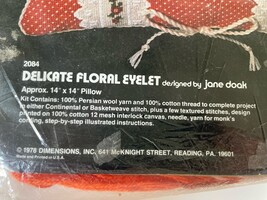 2084
DELICATE FLORAL EYELET designed by jane doak
Approx. 14" x 14" Pillow
Kit Contains: 100% Persian wool yarn and 100% cotton thread to complete project
in either Continental or Basketweave stitch, plus a few textured stitches, design
printed on 100% cotton 12 mesh interlock canvas, needle, yarn for monk's
cording, step-by-step illustrated instructions.
© 1978 DIMENSIONS, INC. 641 McKNIGHT STREET, READING, PA. 19601
Made and Printed in U.S.A.